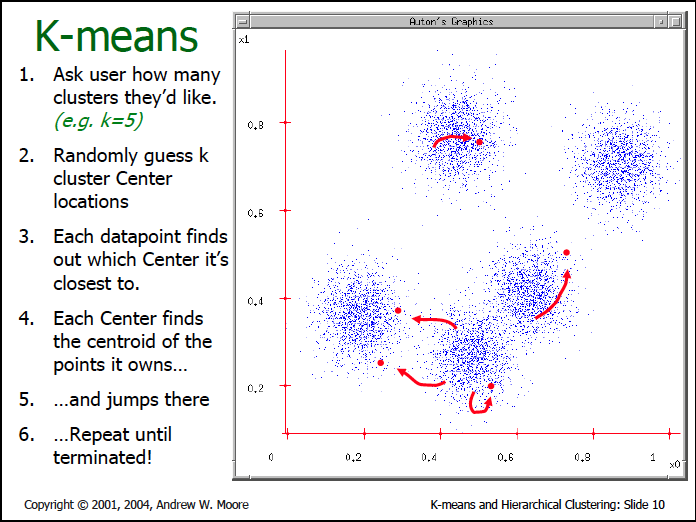 K-means
1. Ask user how many
clusters they'd like.
(e.g. k=5)
2. Randomly guess k
cluster Center
locations
3. Each datapoint finds
out which Center it's
closest to.
4. Each Center finds
the centroid of the
points it owns…
5. …and jumps there
6. …Repeat until
terminated!
Auton's Graphics
x1
0.8
0.6
0.4
0.2
0
0.2
0.4
0.6
0.8
1
x0
Copyright © 2001, 2004, Andrew W. Moore
K-means and Hierarchical Clustering: Slide 10